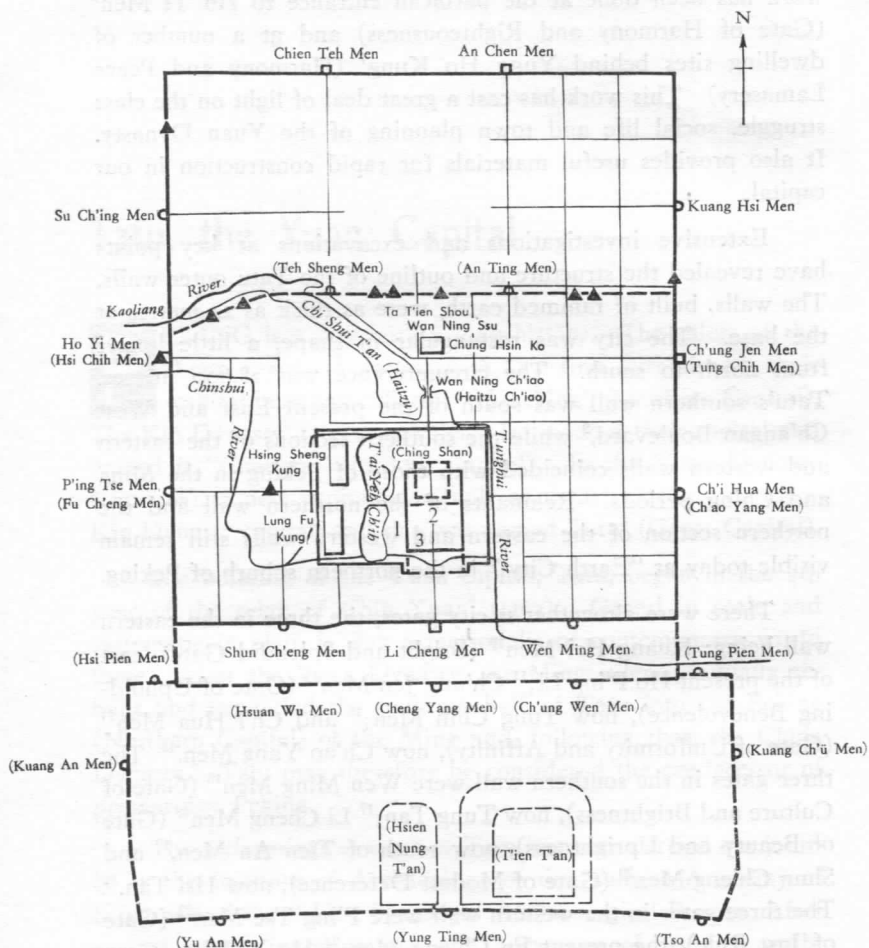 N
Chien Teh Men
An Chen Men
Su Ch'ing Men
Kuang Hsi Men
(Teh Sheng Men)
(An Ting Men)
River
Kaoliang
Chi Shui T'an
(Haitzu)
Ta T'ien Shou
Wan Ning Ssu
Chung Hsin Ko
Ho Yi Men
(Hsi Chih Men)
Ch'ung Jen Men
(Tung Chih Men)
Chinshui
River
Wan Ning Ch'iao
(Haitzu Ch'iao)
Hsing Sheng
Kung
(Ching Shan)
T'ai Yeh Ch'ih
Tunghui
River
P'ing Tse Men
(Fu Ch'eng Men)
Ch'i Hua Men
(Ch'ao Yang Men)
Lung Fu
Kung
(Hsi Pien Men)
Shun Ch'eng Men
Li Cheng Men
Wen Ming Men
(Tung Pien Men)
(Hsuan Wu Men)
(Cheng Yang Men)
(Ch'ung Wen Men)
(Kuang An Men)
(Kuang Ch'ü Men)
(Hsien
Nung
T'an)
(T'ien T'an)
(Yu An Men)
(Yung Ting Men)
(Tso An Men)